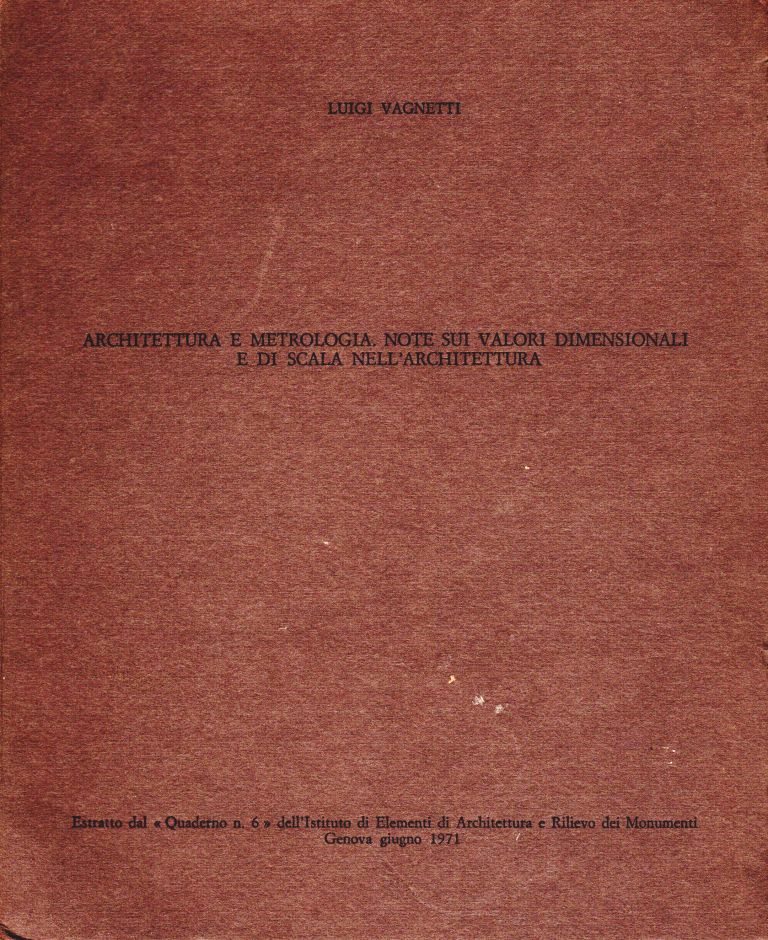 LUIGI VAGNETTI
ARCHITETTURA E METROLOGIA. NOTE SUI VALORI DIMENSIONALI
E DI SCALA NELL'ARCHITETTURA
Estratto dal « Quaderno n. 6 » dell'Istituto di Elementi di Architettura e Rilievo dei Monumenti
Genova giugno 1971